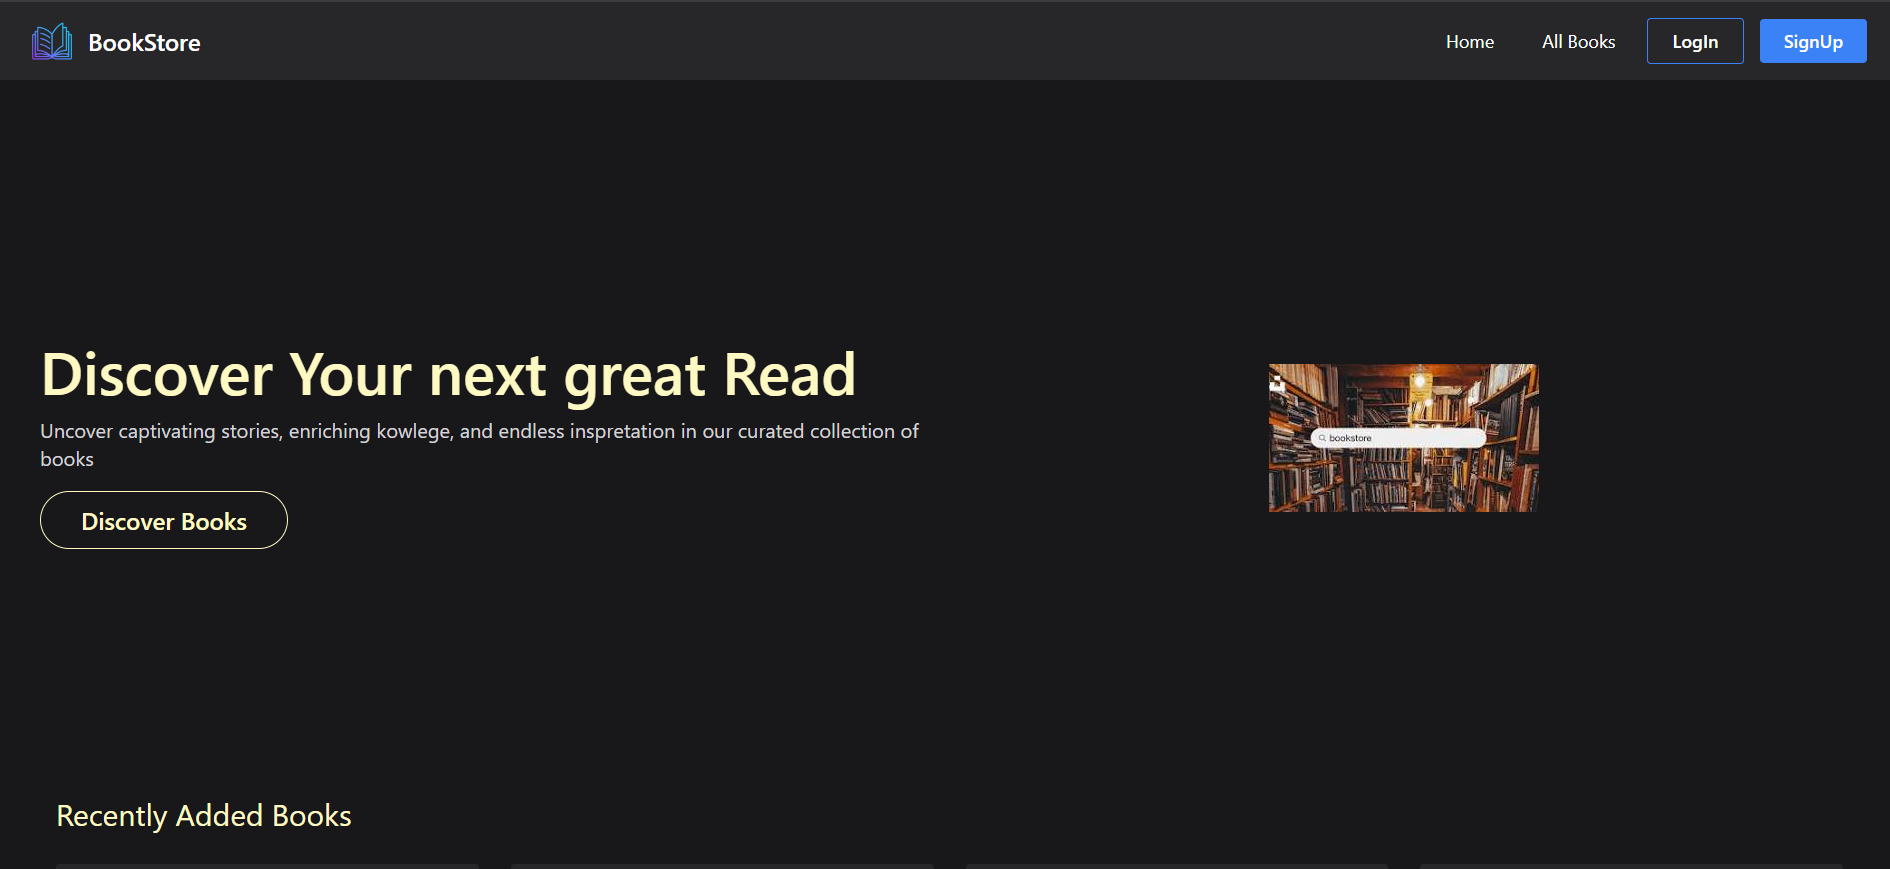 BookStore
Home
All Books
LogIn
SignUp
Discover Your next great Read
Uncover captivating stories, enriching kowlege, and endless inspretation in our curated collection of
books
bookstore
Discover Books
Recently Added Books